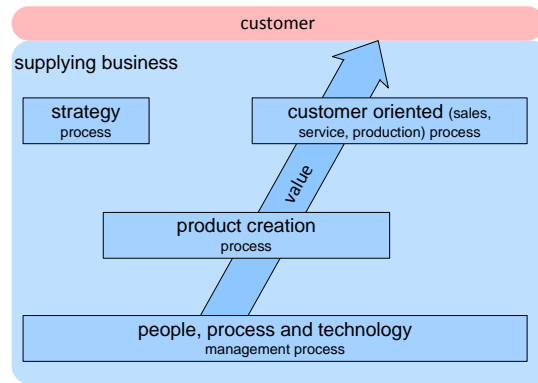 customer
supplying business
strategy
process
customer oriented (sales,
service, production) process
value
product creation
process
people, process and technology
management process